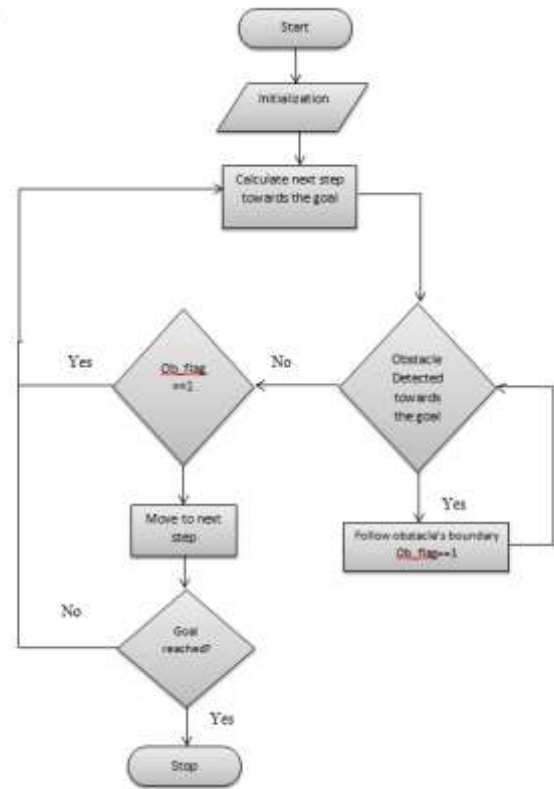 Start
Initialization
Calculate next step
towards the goal
Yes
Ob_flag
==1
No
Obstacle
Detected
towards
the goal
Yes
Move to next
step
Follow obstacle's boundary
Ob_flag==1
No
Goal
reached?
Yes
Stop